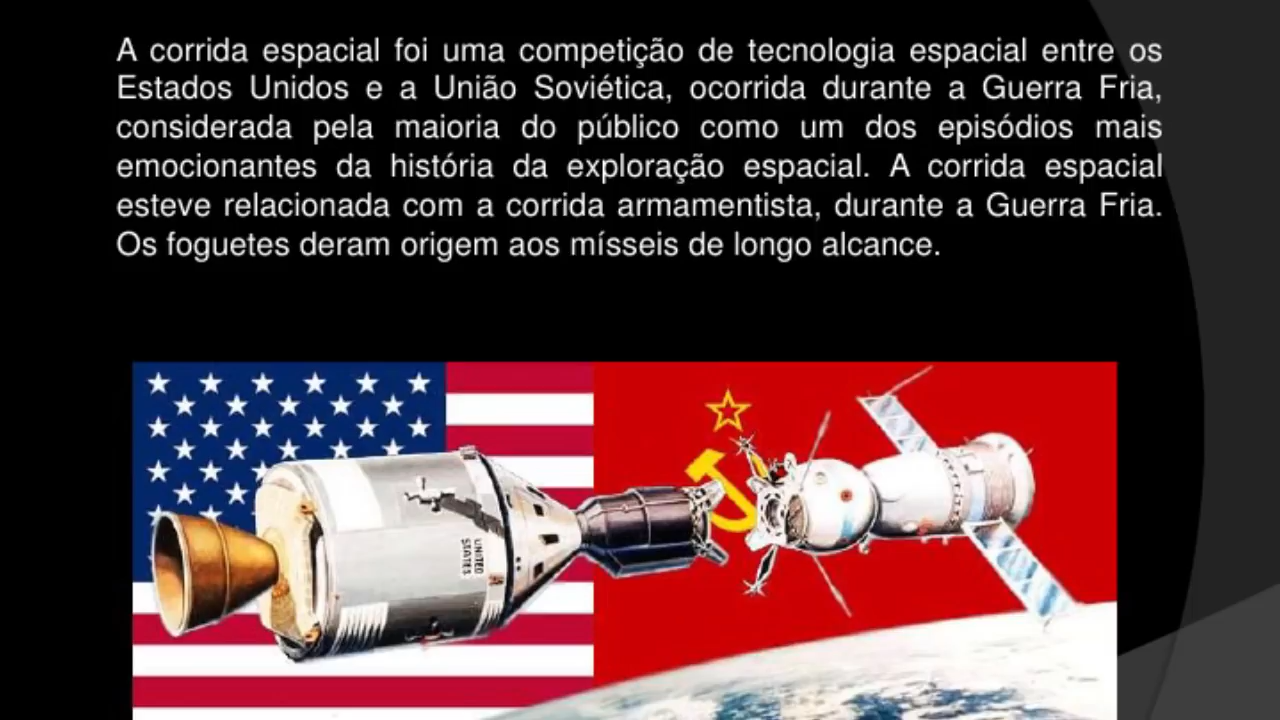 A corrida espacial foi uma competição de tecnologia espacial entre os
Estados Unidos e a União Soviética, ocorrida durante a Guerra Fria,
considerada pela maioria do público como um dos episódios mais
emocionantes da história da exploração espacial. A corrida espacial
esteve relacionada com a corrida armamentista, durante a Guerra Fria.
Os foguetes deram origem aos mísseis de longo alcance.
UNITED
STATES